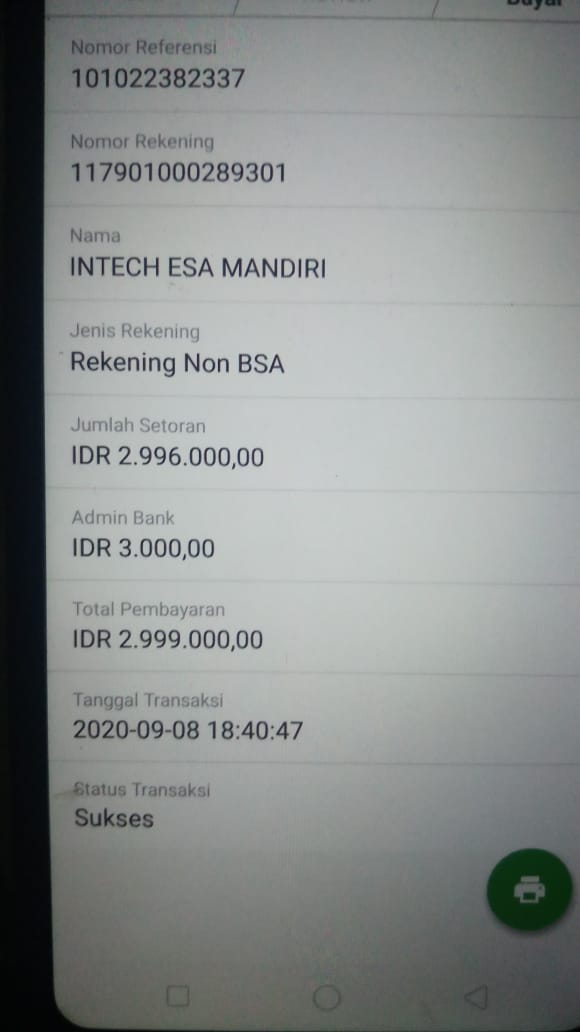 Nomor Referensi
101022382337
Nomor Rekening
117901000289301
Nama
INTECH ESA MANDIRI
Jenis Rekening
Rekening Non BSA
Jumlah Setoran
IDR 2.996.000,00
Admin Bank
IDR 3.000,00
Total Pembayaran
IDR 2.999.000,00
Tanggal Transaksi
2020-09-08 18:40:47
Status Transaksi
Sukses